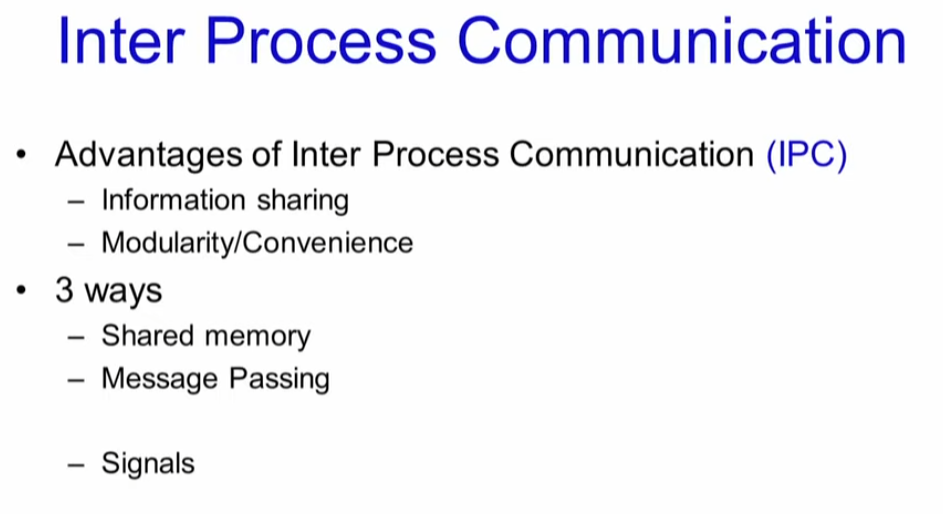 Inter Process Communication
• Advantages of Inter Process Communication (IPC)
– Information sharing
– Modularity/Convenience
• 3 ways
– Shared memory
– Message Passing
– Signals